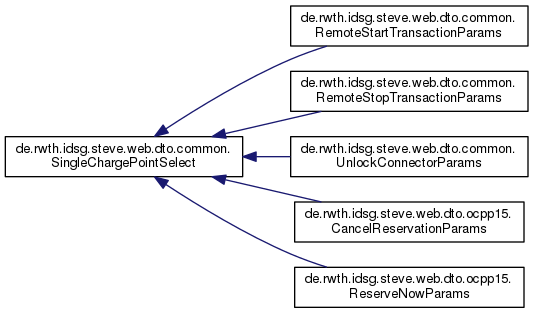 de.rwth.idsg.steve.web.dto.common.
RemoteStartTransactionParams
de.rwth.idsg.steve.web.dto.common.
RemoteStopTransactionParams
de.rwth.idsg.steve.web.dto.common.
SingleChargePointSelect
de.rwth.idsg.steve.web.dto.common.
UnlockConnectorParams
de.rwth.idsg.steve.web.dto.ocpp15.
CancelReservationParams
de.rwth.idsg.steve.web.dto.ocpp15.
ReserveNowParams